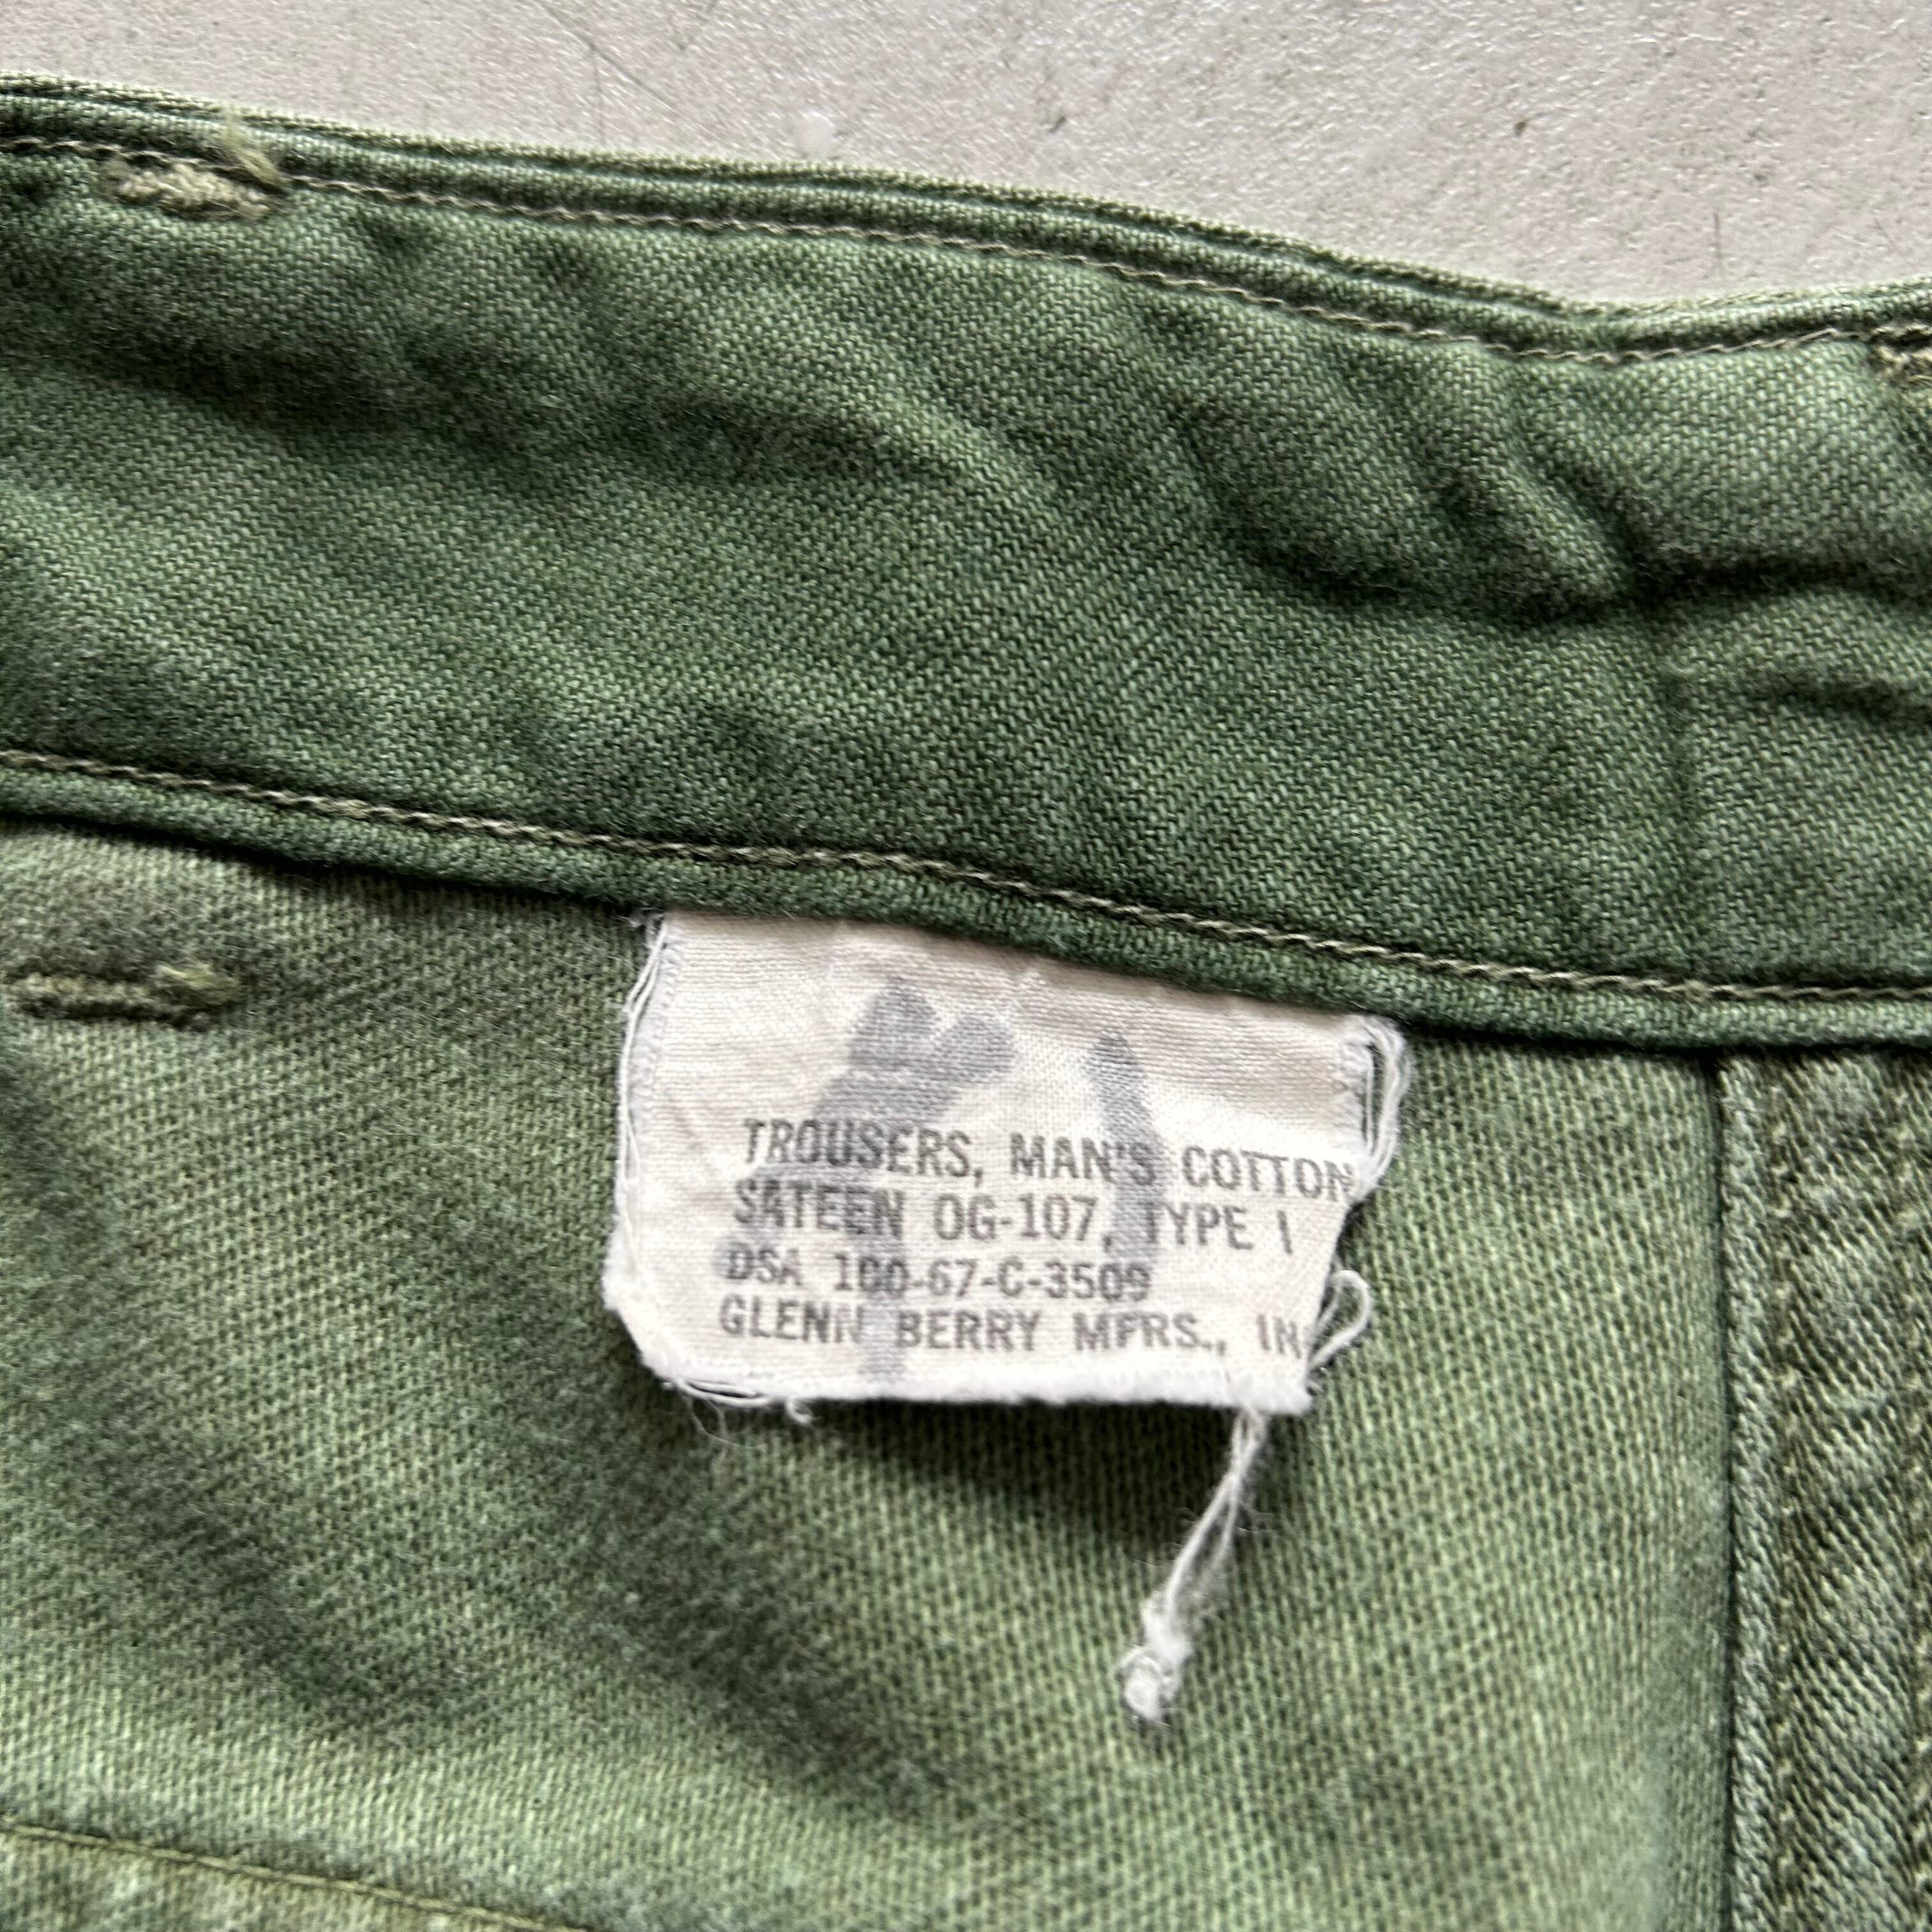 TROUSERS, MAN'S COTTON
SATEEN OG-107, TYPE I
DSA 100-67-C-3509
GLENN BERRY MFRS., IN